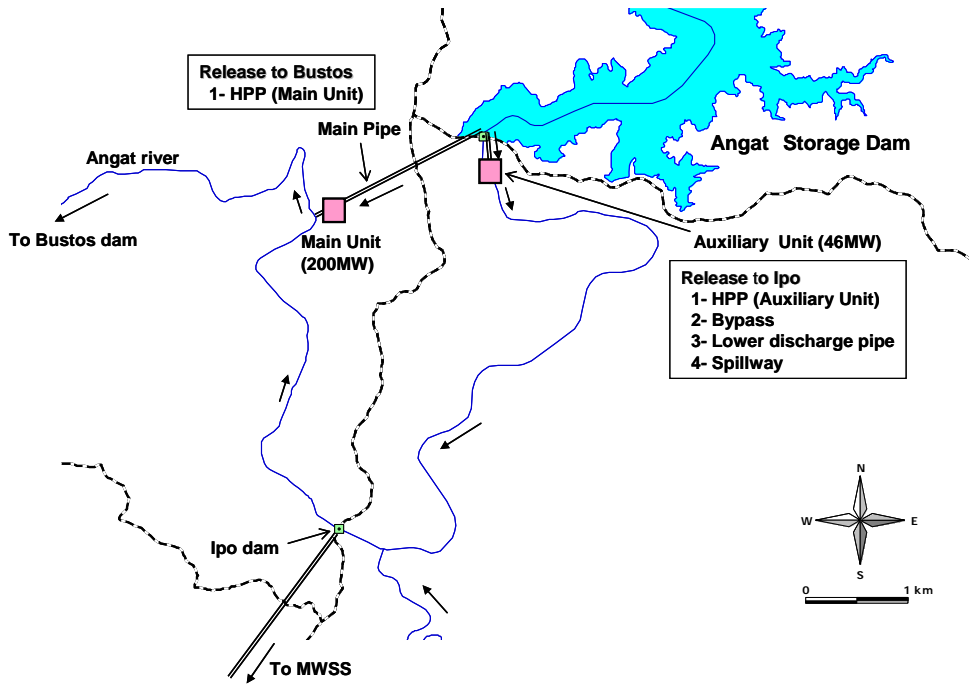 Release to Bustos
1- HPP (Main Unit)
Main Pipe
Angat river
Angat Storage Dam
To Bustos dam
Main Unit
(200MW)
Auxiliary Unit (46MW)
Release to Ipo
1- HPP (Auxiliary Unit)
2- Bypass
3- Lower discharge pipe
4- Spillway
N
W
E
S
Ipo dam
0
1 km
To MWSS